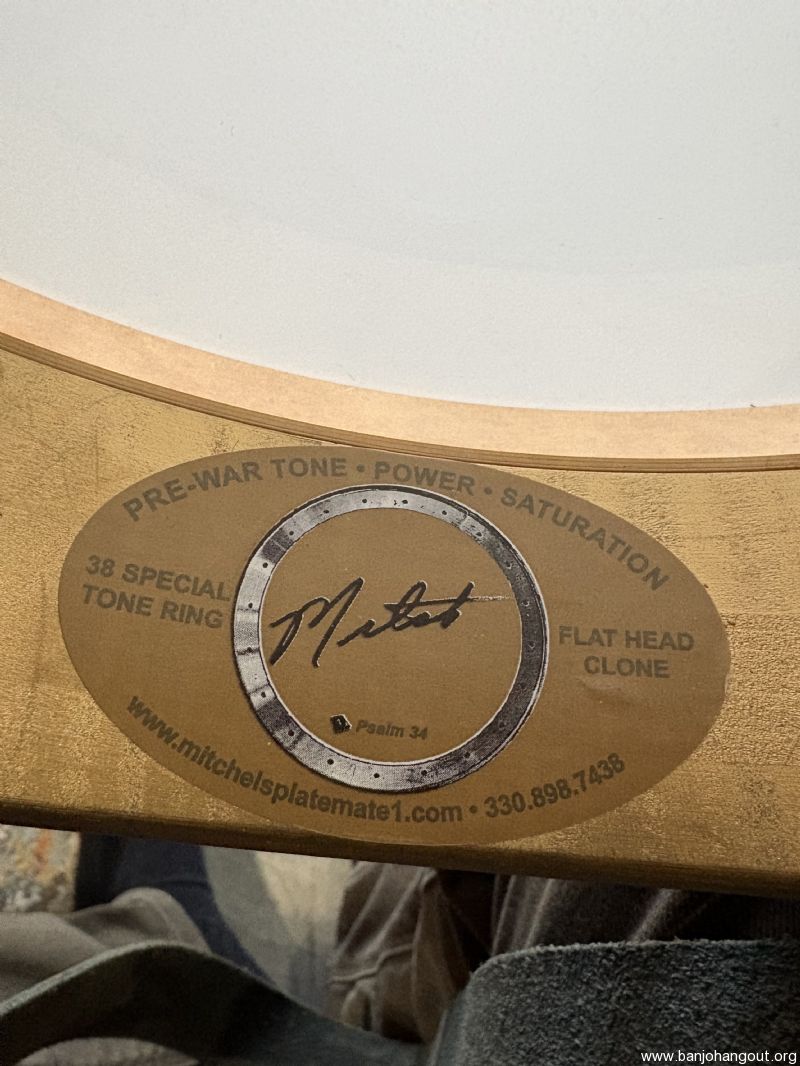 PRE-WAR TONE • POWER • SATURATION
38 SPECIAL
TONE RING
Mitch
FLAT HEAD
CLONE
Psalm 34
www.mitchelsplatemate1.com • 330.898.7438
www.banjohangout.org